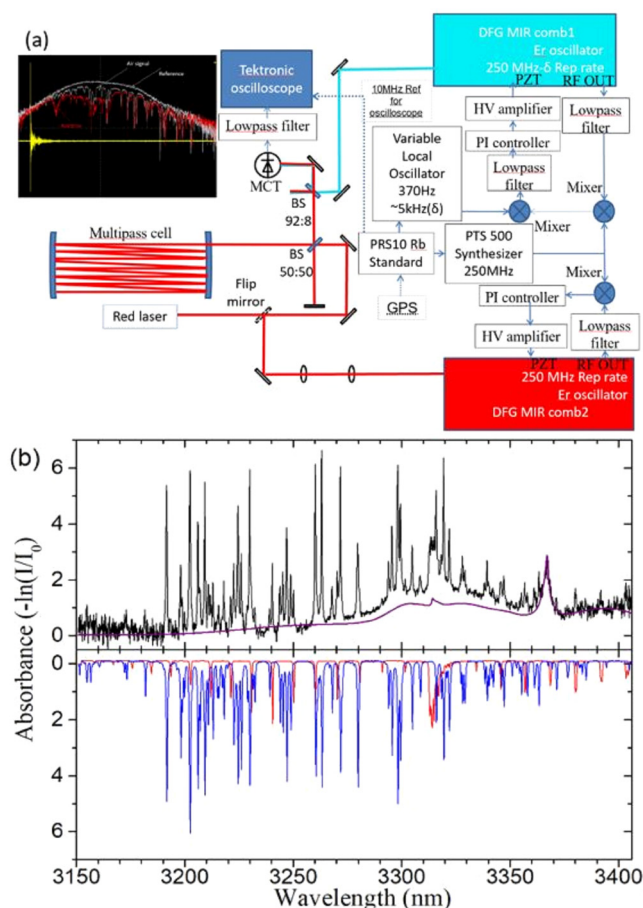 (a)
Air signal
Reference
Tektronic
oscilloscope
Lowpass filter
MCT
10MHz Ref
for
oscilloscope
DFG MIR comb1
Er oscillator
250 MHz-δ Rep rate
PZT
RF OUT
HV amplifier
PI controller
Lowpass
filter
Lowpass
filter
Mixer
Variable
Local
Oscillator
370Hz
~5kHz(δ)
BS
92:8
Multipass cell
BS
50:50
PRS10 Rb
Standard
PTS 500
Synthesizer
250MHz
Mixer
GPS
PI controller
HV amplifier
Lowpass
filter
Flip
mirror
Red laser
PZT
RF OUT
250 MHz Rep rate
Er oscillator
DFG MIR comb2
(b)
Absorbance (-ln(I/I0)
6
4
2
0
0
2
4
6
3150 3200 3250 3300 3350 3400
Wavelength (nm)